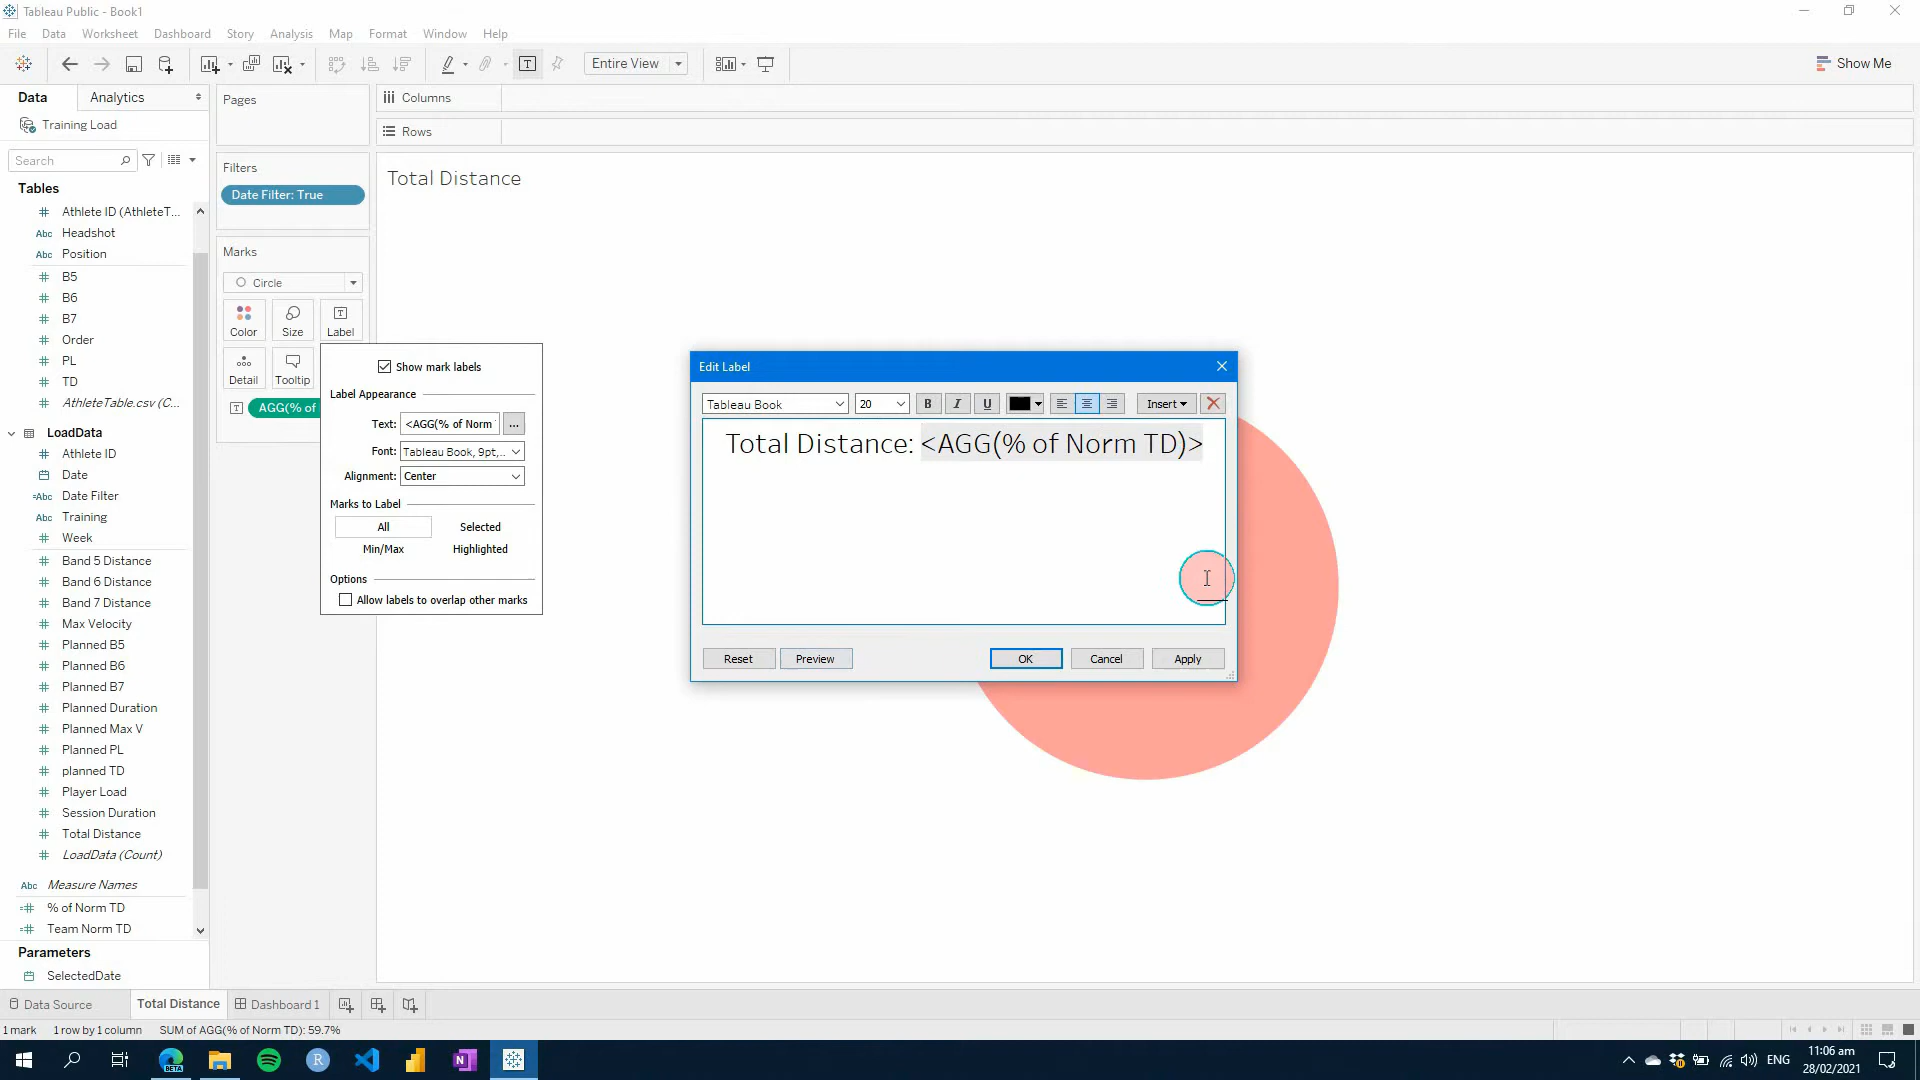 Tableau Public - Book1
File Data Worksheet Dashboard Story Analysis Map Format Window Help
Entire View
Show Me
Data Analytics
Training Load
Search
Tables
Athlete ID (AthleteT...
Headshot
Abc
Position
Abc
B5
B6
B7
Order
PL
TD
AthleteTable.csv (C...
LoadData
Athlete ID
Date
=Abc Date Filter
Abc Training
Week
Band 5 Distance
Band 6 Distance
Band 7 Distance
Max Velocity
Planned B5
Planned B6
Planned B7
Planned Duration
Planned Max V
Planned PL
planned TD
Player Load
Session Duration
Total Distance
LoadData (Count)
Abc Measure Names
=# % of Norm TD
=# Team Norm TD
Parameters
SelectedDate
Pages
Filters
Date Filter: True
Marks
Circle
Color Size Label
Detail Tooltip
AGG(% of
Columns
Rows
Total Distance
Show mark labels
Label Appearance
Text: <AGG(% of Norm ...
Font: Tableau Book, 9pt,...
Alignment: Center
Marks to Label
All Selected
Min/Max Highlighted
Options
Allow labels to overlap other marks
Edit Label
Tableau Book 20 B I U Insert
Total Distance: <AGG(% of Norm TD)>
Reset Preview OK Cancel Apply
Data Source Total Distance Dashboard 1
1 mark 1 row by 1 column SUM of AGG(% of Norm TD): 59.7%
ENG 11:06 am
28/02/2021